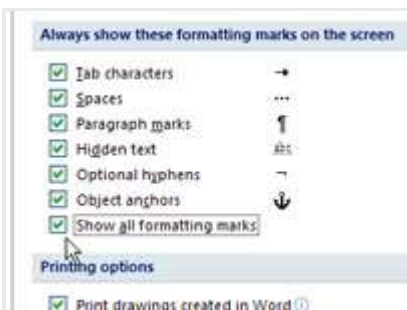 Always show these formatting marks on the screen
Tab characters →
Spaces ···
Paragraph marks ¶
Hidden text abc
Optional hyphens ¬
Object anchors ⚓
Show all formatting marks
Printing options
Print drawings created in Word